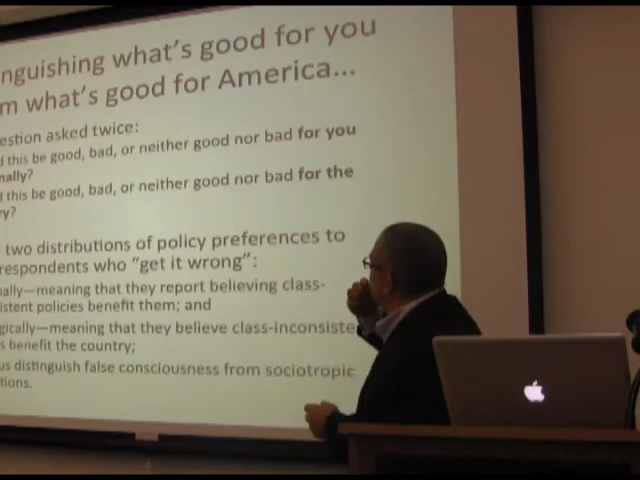 nguishing what's good for you
m what's good for America...
estion asked twice:
d this be good, bad, or neither good nor bad for you
nally?
d this be good, bad, or neither good nor bad for the
ry?
two distributions of policy preferences to
respondents who "get it wrong":
nally—meaning that they report believing class-
istent policies benefit them; and
gically—meaning that they believe class-inconsiste
s benefit the country;
us distinguish false consciousness from sociotropic
tions.